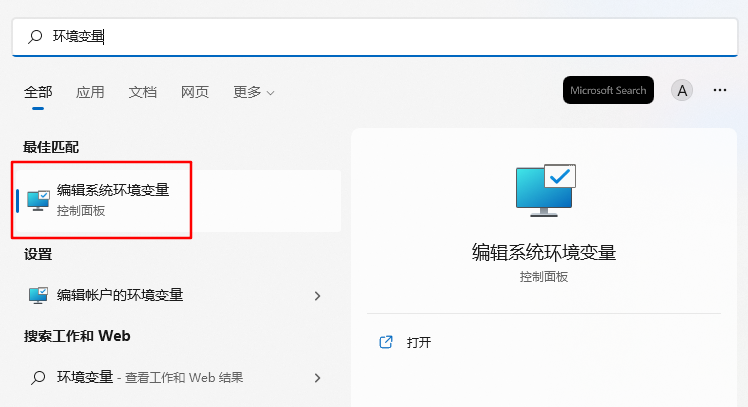 环境变量
全部 应用 文档 网页 更多 Microsoft Search A ...
最佳匹配
编辑系统环境变量
控制面板
设置
编辑帐户的环境变量
搜索工作和 Web
环境变量 - 查看工作和 Web 结果
编辑系统环境变量
控制面板
打开